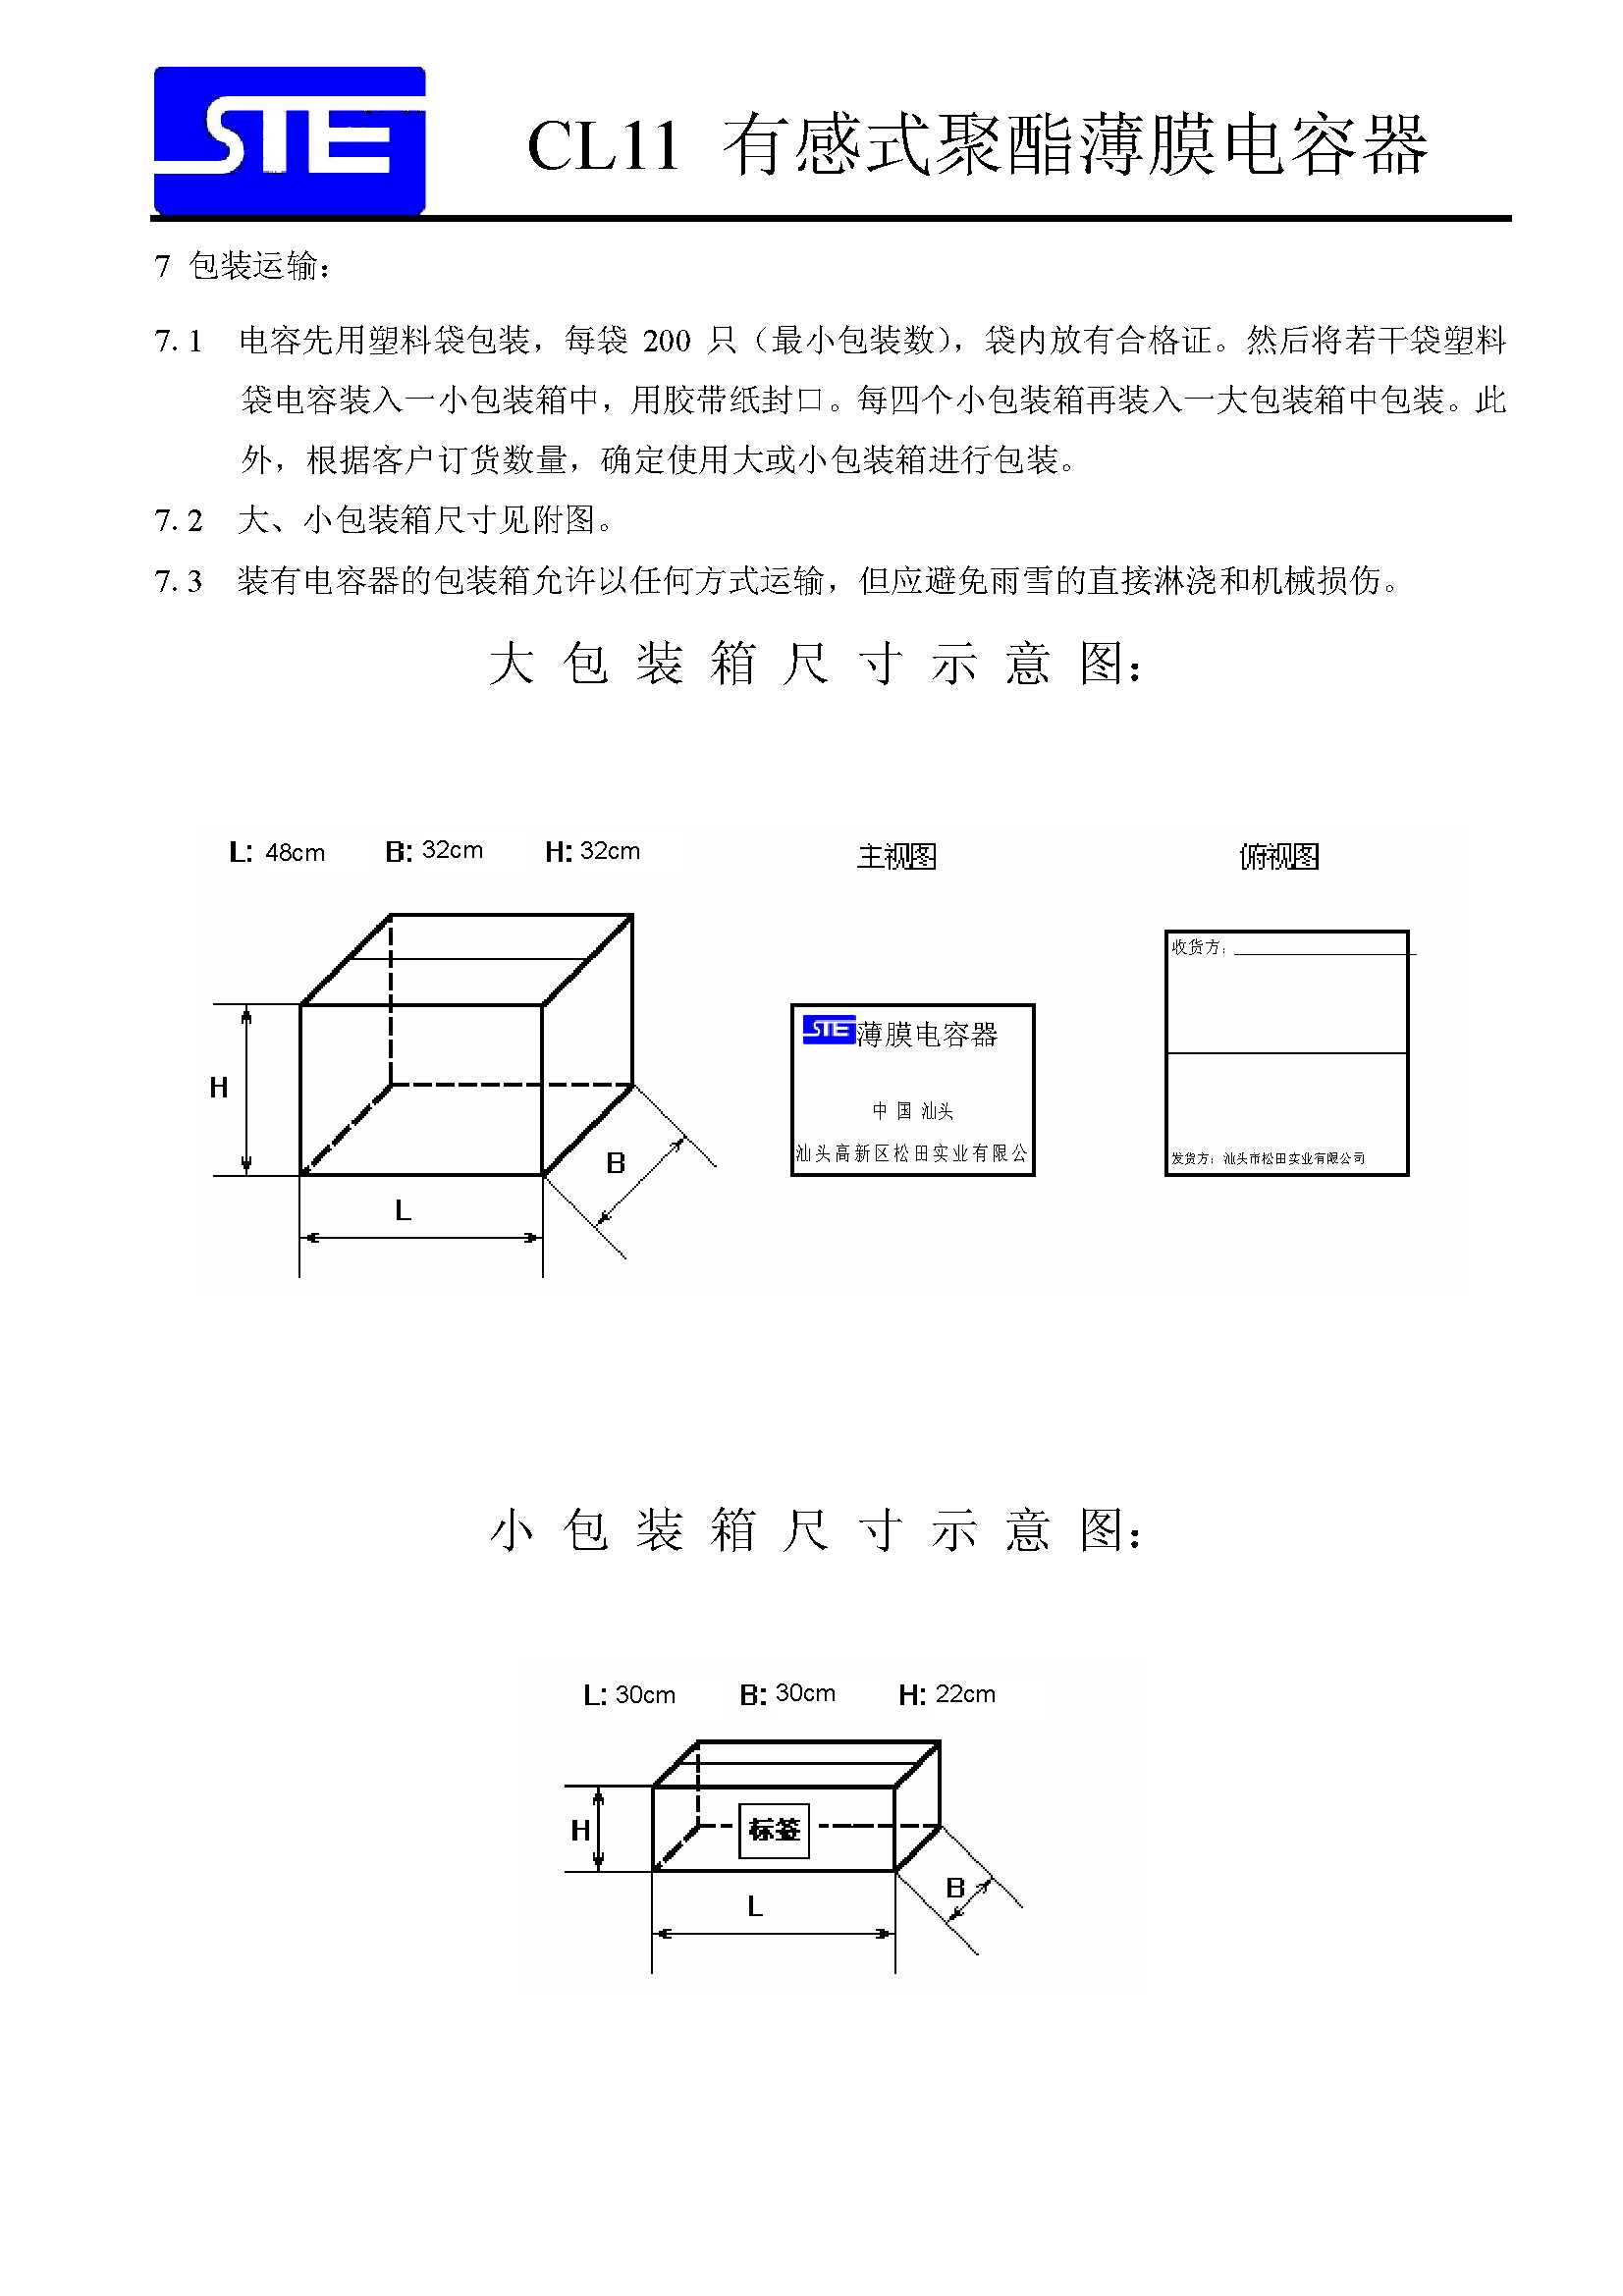 STE
CL11 有感式聚酯薄膜电容器
7 包装运输：
7.1 电容先用塑料袋包装，每袋 200 只（最小包装数），袋内放有合格证。然后将若干袋塑料
袋电容装入一小包装箱中，用胶带纸封口。每四个小包装箱再装入一大包装箱中包装。此
外，根据客户订货数量，确定使用大或小包装箱进行包装。
7.2 大、小包装箱尺寸见附图。
7.3 装有电容器的包装箱允许以任何方式运输，但应避免雨雪的直接淋浇和机械损伤。
大包装箱尺寸示意图：
L: 48cm B: 32cm H: 32cm
主视图
俯视图
H
B
L
STE薄膜电容器
中国汕头
汕头高新区松田实业有限公
收货方：
发货方：汕头市松田实业有限公司
小包装箱尺寸示意图：
L: 30cm B: 30cm H: 22cm
H
标签
B
L